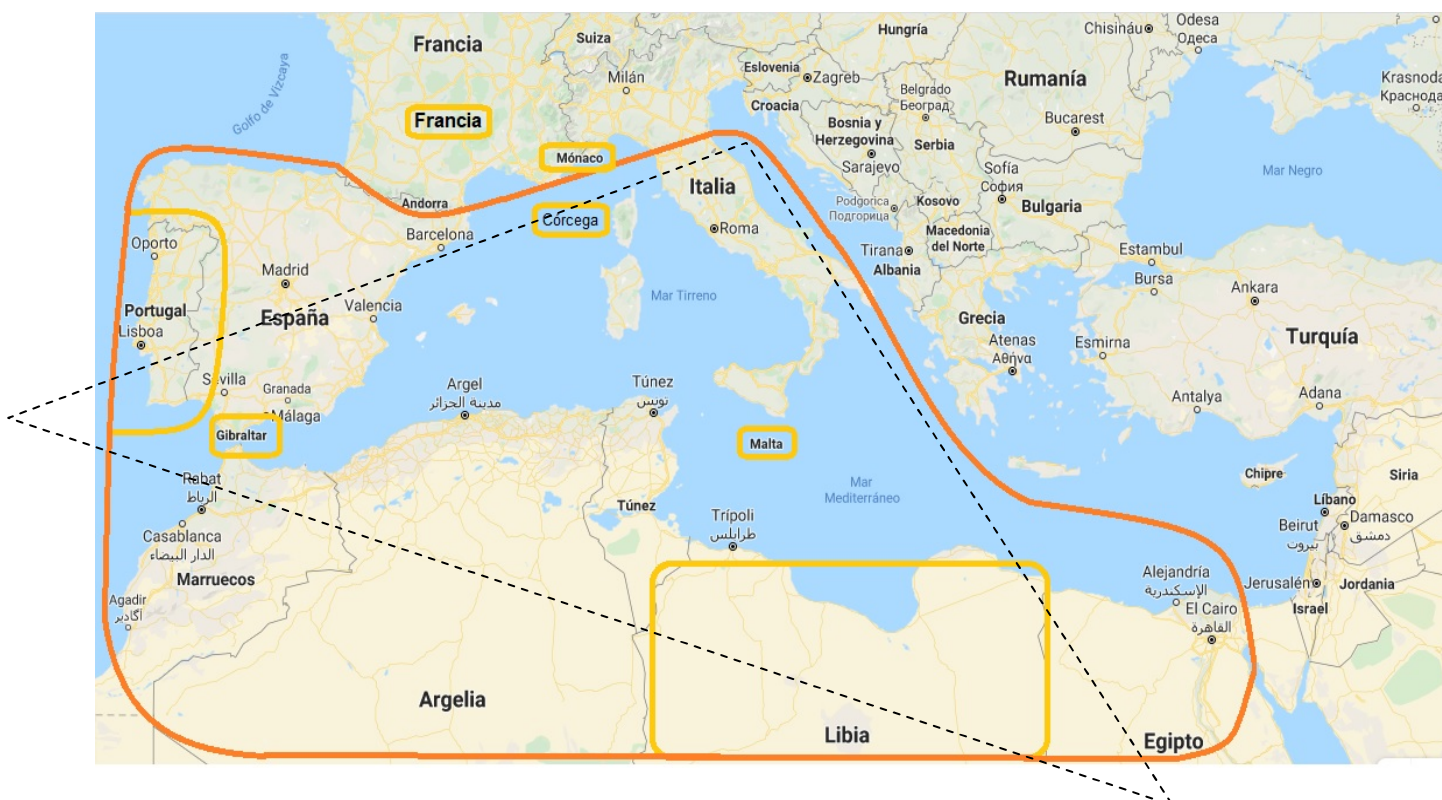 Odesa
Одеса
Chisináu
Hungría
Suiza
Francia
Eslovenia
Zagreb
Milán
Rumanía
Golfo de Vizcaya
Belgrado
Београд
Croacia
Bucarest
Francia
Bosnia y
Herzegovina
Serbia
Mónaco
Sarajevo
Sofía
София
Mar Negro
Italia
Andorra
Podgorica
Подгорица
Kosovo
Bulgaria
Córcega
Roma
Barcelona
Macedonia
del Norte
Oporto
Tirana
Albania
Estambul
Bursa
Madrid
Ankara
Mar Tirreno
Valencia
Portugal
España
Grecia
Lisboa
Atenas
Αθήνα
Esmirna
Turquía
Sevilla
Granada
Argel
مدينة الجزائر
Túnez
تونس
Antalya
Adana
Málaga
Gibraltar
Malta
Rabat
الرباط
Mar
Mediterráneo
Chipre
Siria
Túnez
Líbano
Trípoli
طرابلس
Beirut
بيروت
Damasco
دمشق
Casablanca
الدار البيضاء
Marruecos
Alejandría
الإسكندرية
Jerusalén
Jordania
Agadir
أكادير
El Cairo
القاهرة
Israel
Argelia
Libia
Egipto